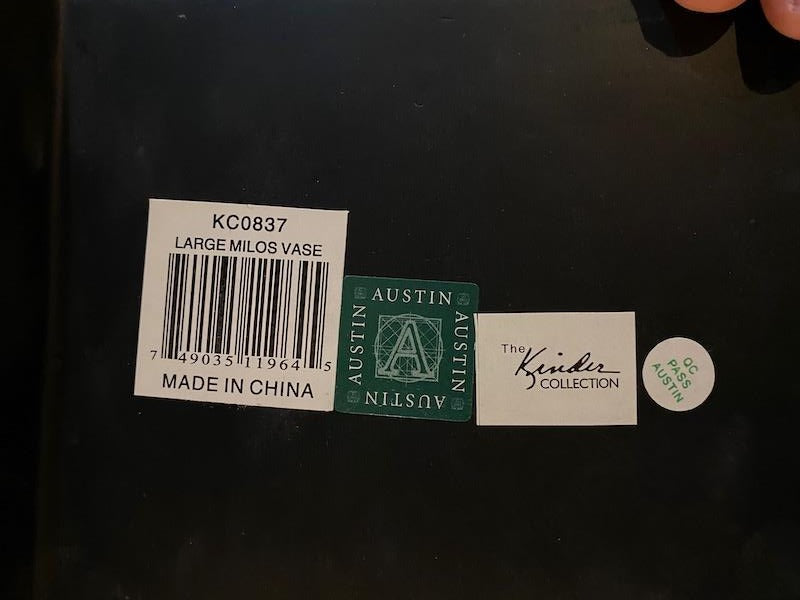 KC0837
LARGE MILOS VASE
7 49035 11964 5
MADE IN CHINA
AUSTIN
AUSTIN
A
AUSTIN
AUSTIN
The
Kinder
COLLECTION
QC
PASS
AUSTIN